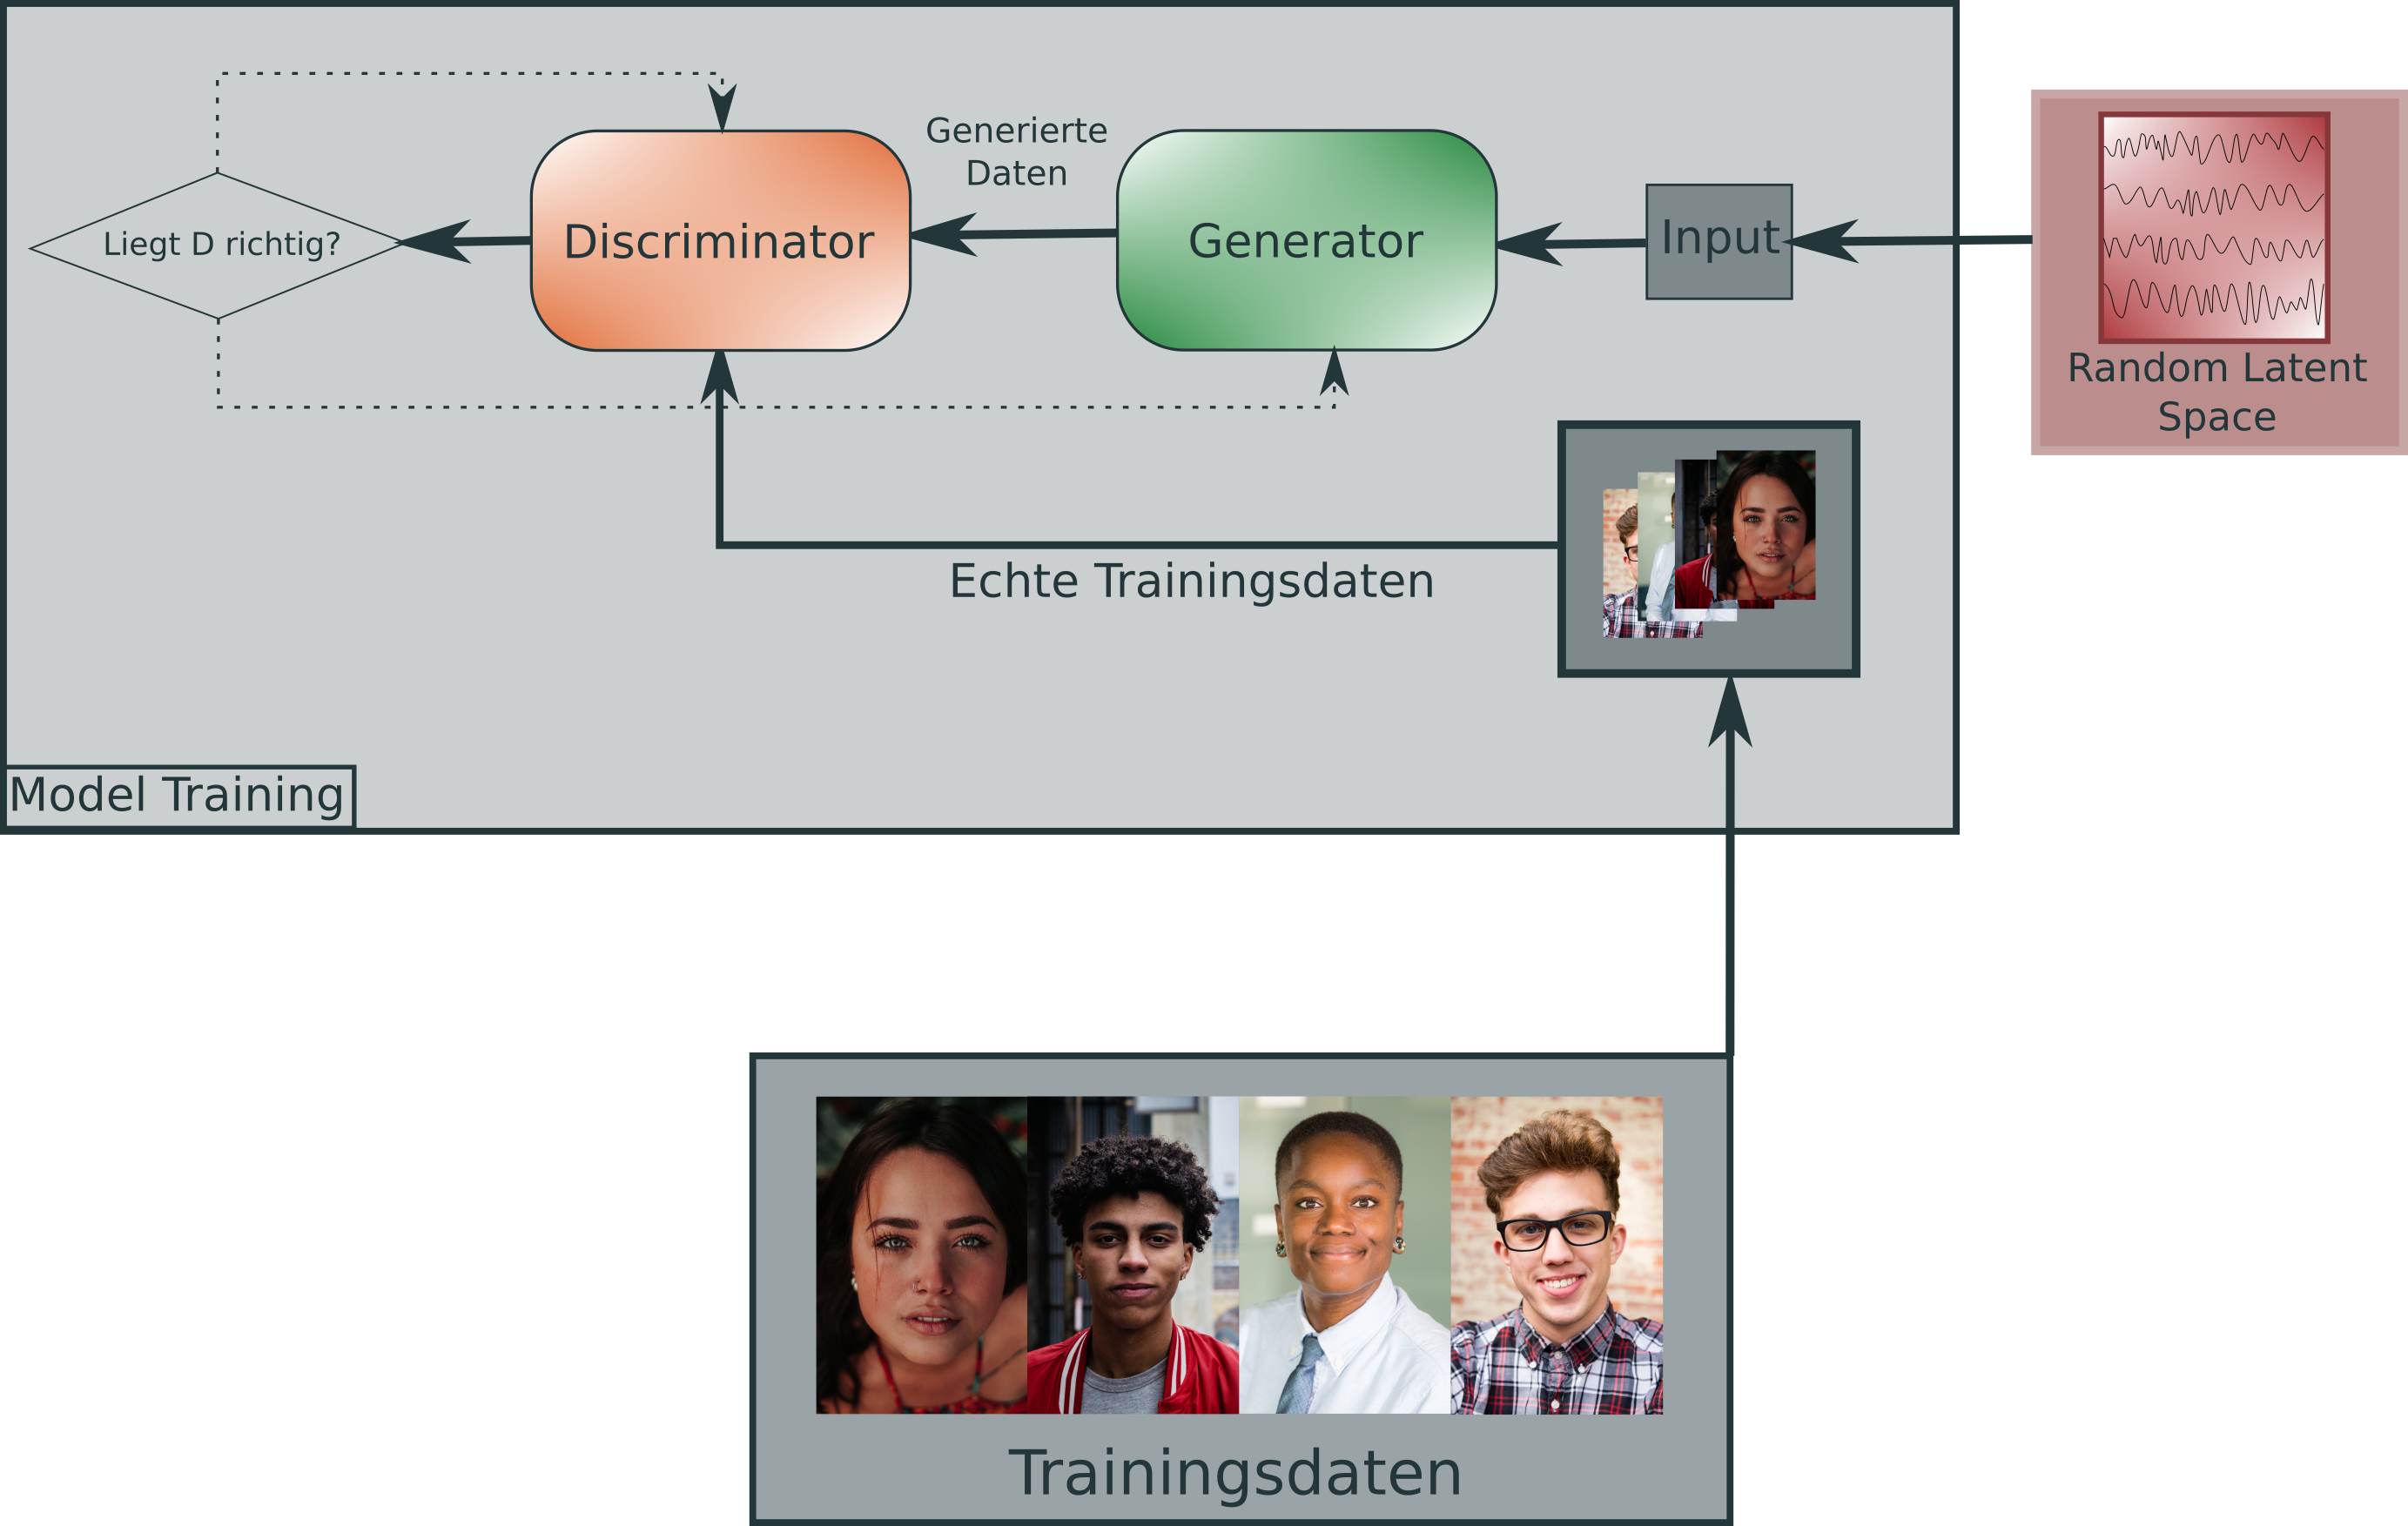 Generierte
Daten
Liegt D richtig?
Discriminator
Generator
Input
Random Latent
Space
Echte Trainingsdaten
Model Training
Trainingsdaten